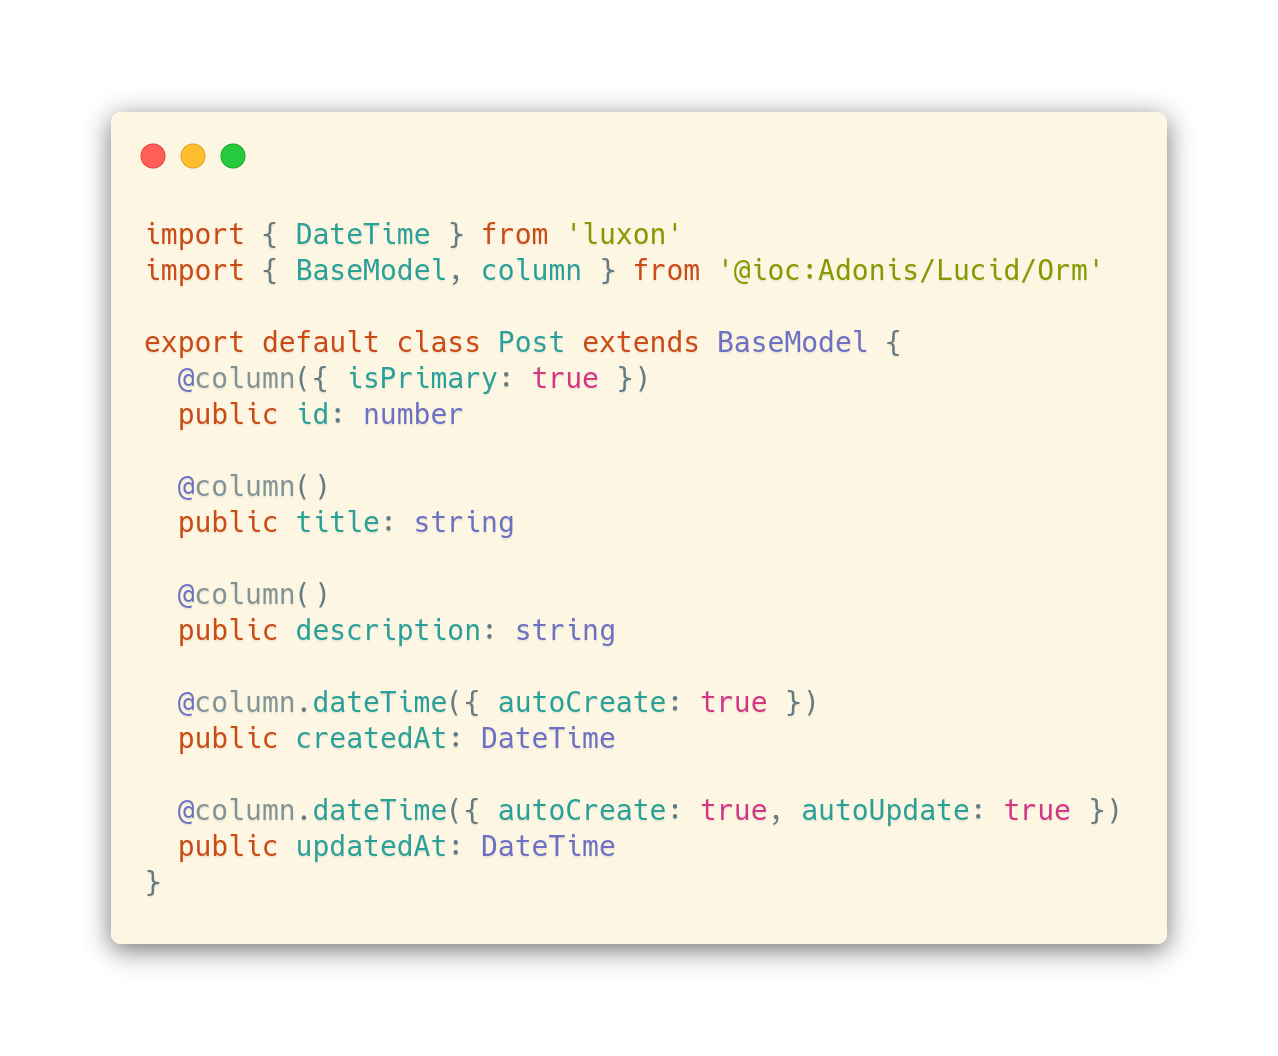 import { DateTime } from 'luxon'
import { BaseModel, column } from '@ioc:Adonis/Lucid/Orm'

export default class Post extends BaseModel {
  @column({ isPrimary: true })
  public id: number

  @column()
  public title: string

  @column()
  public description: string

  @column.dateTime({ autoCreate: true })
  public createdAt: DateTime

  @column.dateTime({ autoCreate: true, autoUpdate: true })
  public updatedAt: DateTime
}